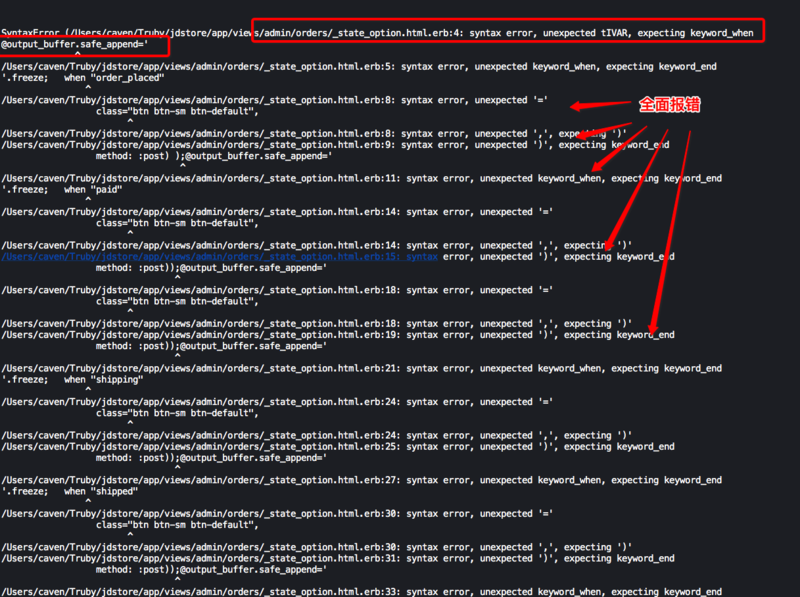 SyntaxError (/Users/caven/Truby/jdstore/app/views/admin/orders/_state_option.html.erb:4: syntax error, unexpected tIVAR, expecting keyword_when
@output_buffer.safe_append='
^
/Users/caven/Truby/jdstore/app/views/admin/orders/_state_option.html.erb:5: syntax error, unexpected keyword_when, expecting keyword_end
'.freeze;   when "order_placed"
^
/Users/caven/Truby/jdstore/app/views/admin/orders/_state_option.html.erb:8: syntax error, unexpected '='
class="btn btn-sm btn-default",
^
全面报错
/Users/caven/Truby/jdstore/app/views/admin/orders/_state_option.html.erb:8: syntax error, unexpected ',', expecting ')'
/Users/caven/Truby/jdstore/app/views/admin/orders/_state_option.html.erb:9: syntax error, unexpected ')', expecting keyword_end
method: :post) );@output_buffer.safe_append='
^
/Users/caven/Truby/jdstore/app/views/admin/orders/_state_option.html.erb:11: syntax error, unexpected keyword_when, expecting keyword_end
'.freeze;   when "paid"
^
/Users/caven/Truby/jdstore/app/views/admin/orders/_state_option.html.erb:14: syntax error, unexpected '='
class="btn btn-sm btn-default",
^
/Users/caven/Truby/jdstore/app/views/admin/orders/_state_option.html.erb:14: syntax error, unexpected ',', expecting ')'
/Users/caven/Truby/jdstore/app/views/admin/orders/_state_option.html.erb:15: syntax error, unexpected ')', expecting keyword_end
method: :post));@output_buffer.safe_append='
^
/Users/caven/Truby/jdstore/app/views/admin/orders/_state_option.html.erb:18: syntax error, unexpected '='
class="btn btn-sm btn-default",
^
/Users/caven/Truby/jdstore/app/views/admin/orders/_state_option.html.erb:18: syntax error, unexpected ',', expecting ')'
/Users/caven/Truby/jdstore/app/views/admin/orders/_state_option.html.erb:19: syntax error, unexpected ')', expecting keyword_end
method: :post));@output_buffer.safe_append='
^
/Users/caven/Truby/jdstore/app/views/admin/orders/_state_option.html.erb:21: syntax error, unexpected keyword_when, expecting keyword_end
'.freeze;   when "shipping"
^
/Users/caven/Truby/jdstore/app/views/admin/orders/_state_option.html.erb:24: syntax error, unexpected '='
class="btn btn-sm btn-default",
^
/Users/caven/Truby/jdstore/app/views/admin/orders/_state_option.html.erb:24: syntax error, unexpected ',', expecting ')'
/Users/caven/Truby/jdstore/app/views/admin/orders/_state_option.html.erb:25: syntax error, unexpected ')', expecting keyword_end
method: :post));@output_buffer.safe_append='
^
/Users/caven/Truby/jdstore/app/views/admin/orders/_state_option.html.erb:27: syntax error, unexpected keyword_when, expecting keyword_end
'.freeze;   when "shipped"
^
/Users/caven/Truby/jdstore/app/views/admin/orders/_state_option.html.erb:30: syntax error, unexpected '='
class="btn btn-sm btn-default",
^
/Users/caven/Truby/jdstore/app/views/admin/orders/_state_option.html.erb:30: syntax error, unexpected ',', expecting ')'
/Users/caven/Truby/jdstore/app/views/admin/orders/_state_option.html.erb:31: syntax error, unexpected ')', expecting keyword_end
method: :post));@output_buffer.safe_append='
^
/Users/caven/Truby/jdstore/app/views/admin/orders/_state_option.html.erb:33: syntax error, unexpected keyword_when, expecting keyword_end